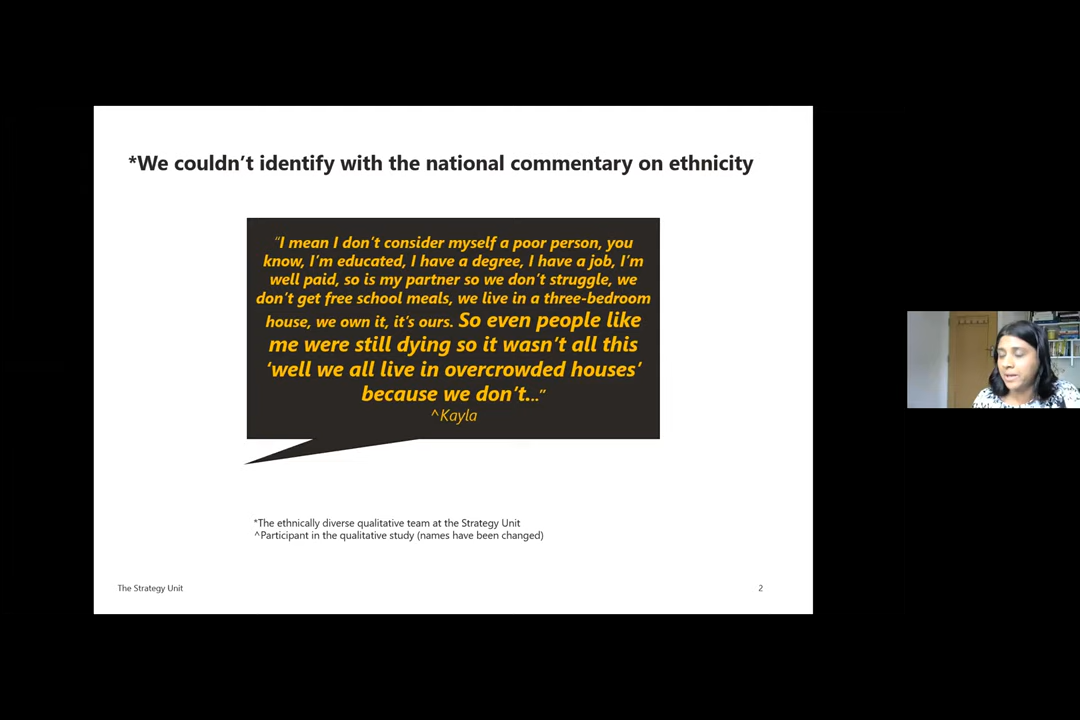 *We couldn’t identify with the national commentary on ethnicity
“I mean I don’t consider myself a poor person, you
know, I’m educated, I have a degree, I have a job, I’m
well paid, so is my partner so we don’t struggle, we
don’t get free school meals, we live in a three-bedroom
house, we own it, it’s ours. So even people like
me were still dying so it wasn’t all this
‘well we all live in overcrowded houses’
because we don’t...”
^Kayla
*The ethnically diverse qualitative team at the Strategy Unit
^Participant in the qualitative study (names have been changed)
The Strategy Unit
2